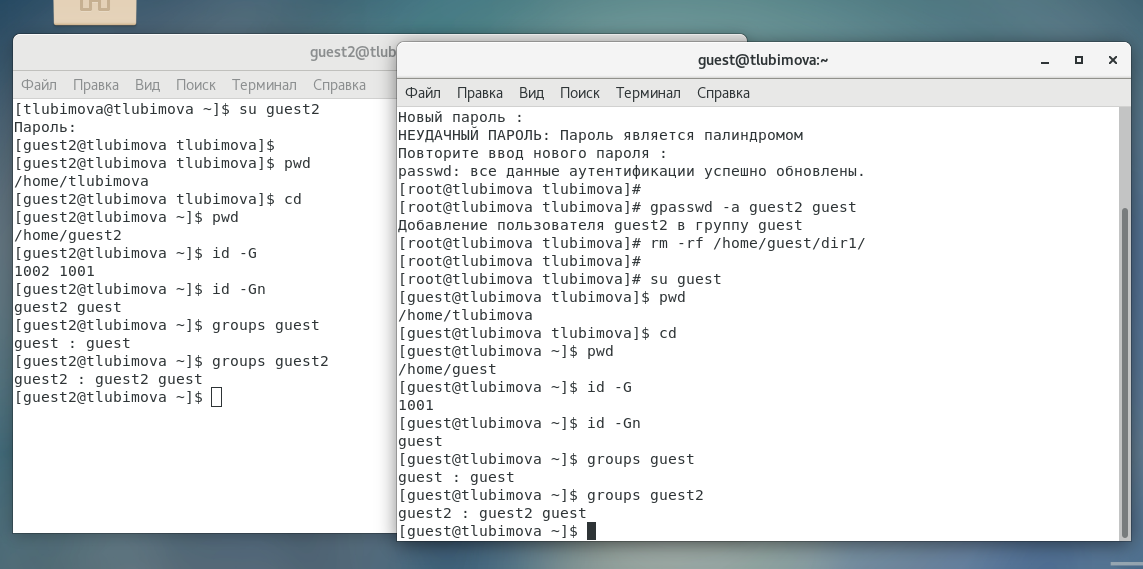 guest2@tlub
Файл Правка Вид Поиск Терминал Справка
[tlubimova@tlubimova ~]$ su guest2
Пароль:
[guest2@tlubimova tlubimova]$
[guest2@tlubimova tlubimova]$ pwd
/home/tlubimova
[guest2@tlubimova tlubimova]$ cd
[guest2@tlubimova ~]$ pwd
/home/guest2
[guest2@tlubimova ~]$ id -G
1002 1001
[guest2@tlubimova ~]$ id -Gn
guest2 guest
[guest2@tlubimova ~]$ groups guest
guest : guest
[guest2@tlubimova ~]$ groups guest2
guest2 : guest2 guest
[guest2@tlubimova ~]$
guest@tlubimova:~
Файл Правка Вид Поиск Терминал Справка
Новый пароль :
НЕУДАЧНЫЙ ПАРОЛЬ: Пароль является палиндромом
Повторите ввод нового пароля :
passwd: все данные аутентификации успешно обновлены.
[root@tlubimova tlubimova]#
[root@tlubimova tlubimova]# gpasswd -a guest2 guest
Добавление пользователя guest2 в группу guest
[root@tlubimova tlubimova]# rm -rf /home/guest/dir1/
[root@tlubimova tlubimova]#
[root@tlubimova tlubimova]# su guest
[guest@tlubimova tlubimova]$ pwd
/home/tlubimova
[guest@tlubimova tlubimova]$ cd
[guest@tlubimova ~]$ pwd
/home/guest
[guest@tlubimova ~]$ id -G
1001
[guest@tlubimova ~]$ id -Gn
guest
[guest@tlubimova ~]$ groups guest
guest : guest
[guest@tlubimova ~]$ groups guest2
guest2 : guest2 guest
[guest@tlubimova ~]$